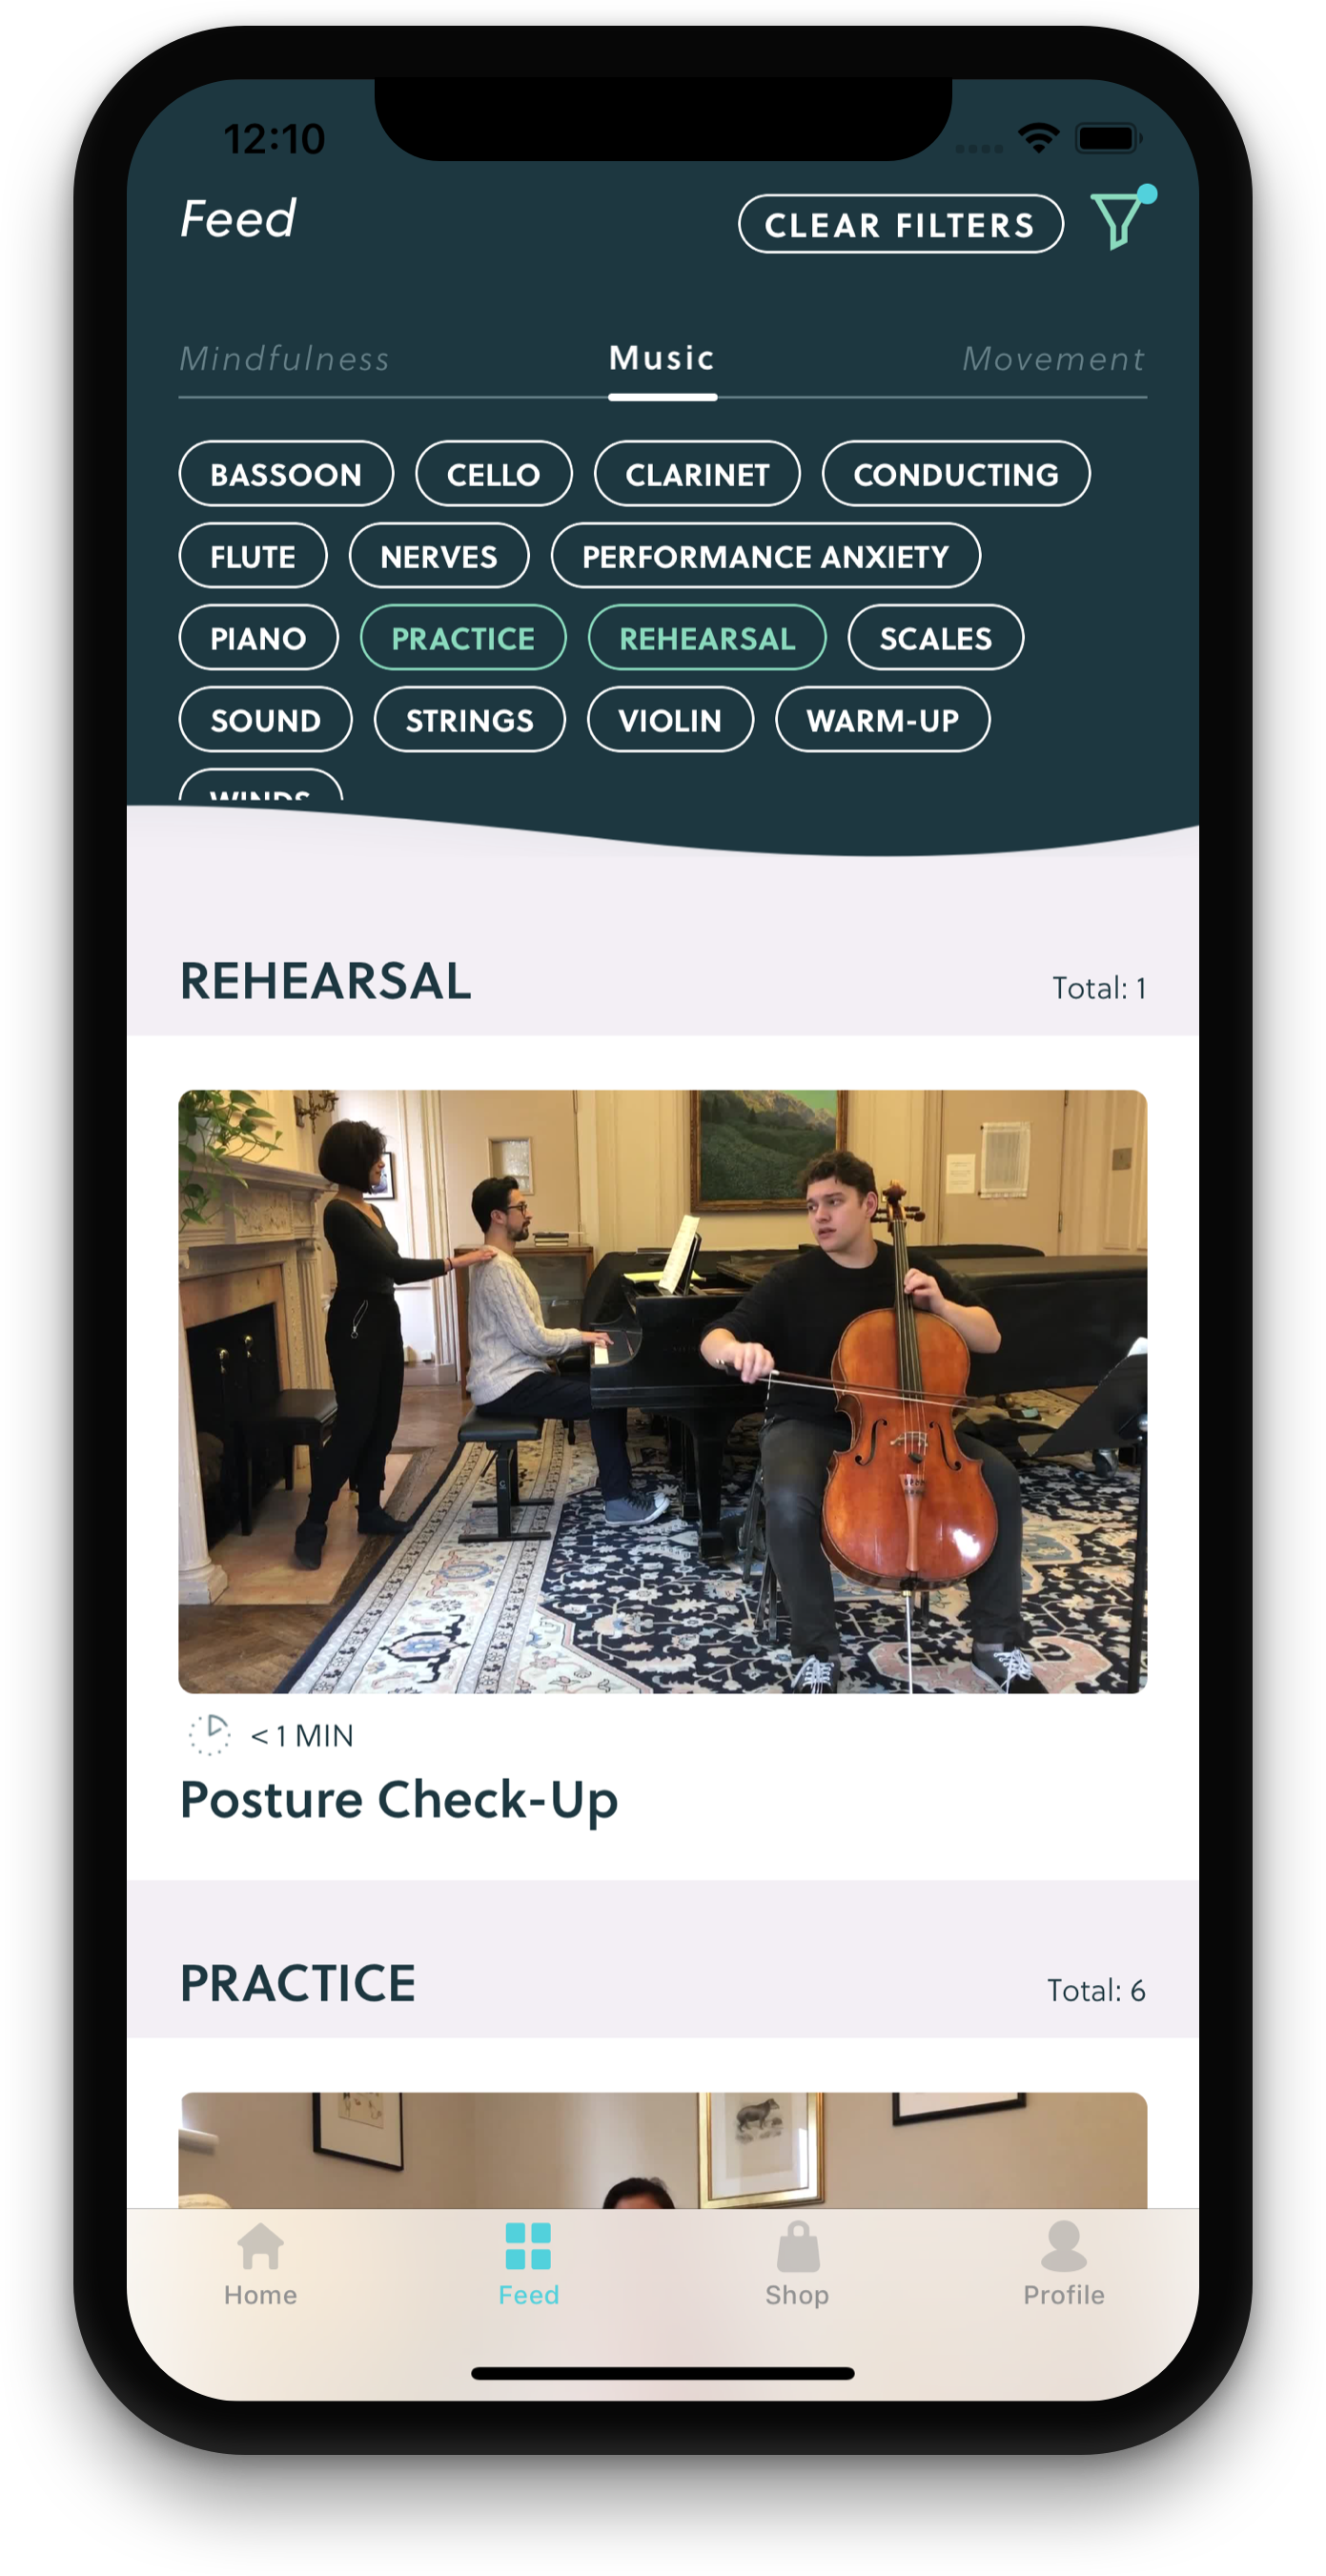 12:10
Feed CLEAR FILTERS
Mindfulness Music Movement
BASSOON CELLO CLARINET CONDUCTING
FLUTE NERVES PERFORMANCE ANXIETY
PIANO PRACTICE REHEARSAL SCALES
SOUND STRINGS VIOLIN WARM-UP
WINDS
REHEARSAL Total: 1
< 1 MIN
Posture Check-Up
PRACTICE Total: 6
Home Feed Shop Profile